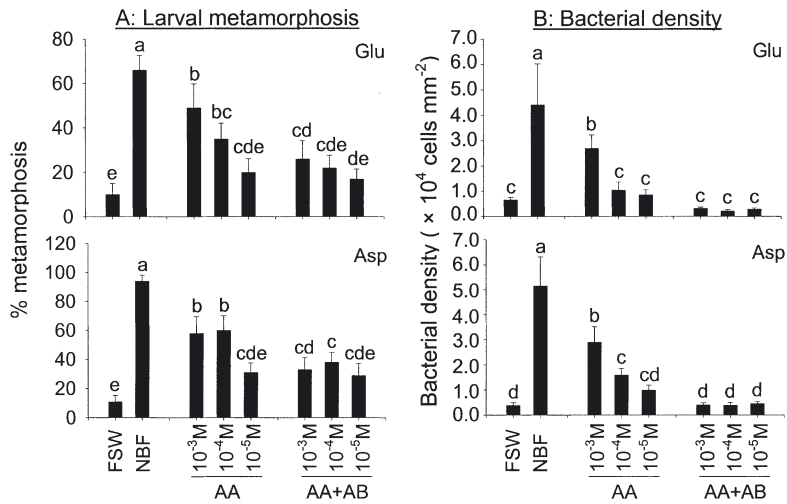 A: Larval metamorphosis
B: Bacterial density
% metamorphosis
80
60
40
20
0
Glu
e
a
b
bc
cde
cd
cde
de
120
100
80
60
40
20
0
Asp
e
a
b
b
cde
cd
c
cde
FSW
NBF
10⁻³M
10⁻⁴M
10⁻⁵M
10⁻³M
10⁻⁴M
10⁻⁵M
AA
AA+AB
Bacterial density ( × 10⁴ cells mm⁻²)
7.0
6.0
5.0
4.0
3.0
2.0
1.0
0.0
Glu
c
a
b
c
c
c
c
c
7.0
6.0
5.0
4.0
3.0
2.0
1.0
0.0
Asp
d
a
b
c
cd
d
d
d
FSW
NBF
10⁻³M
10⁻⁴M
10⁻⁵M
10⁻³M
10⁻⁴M
10⁻⁵M
AA
AA+AB